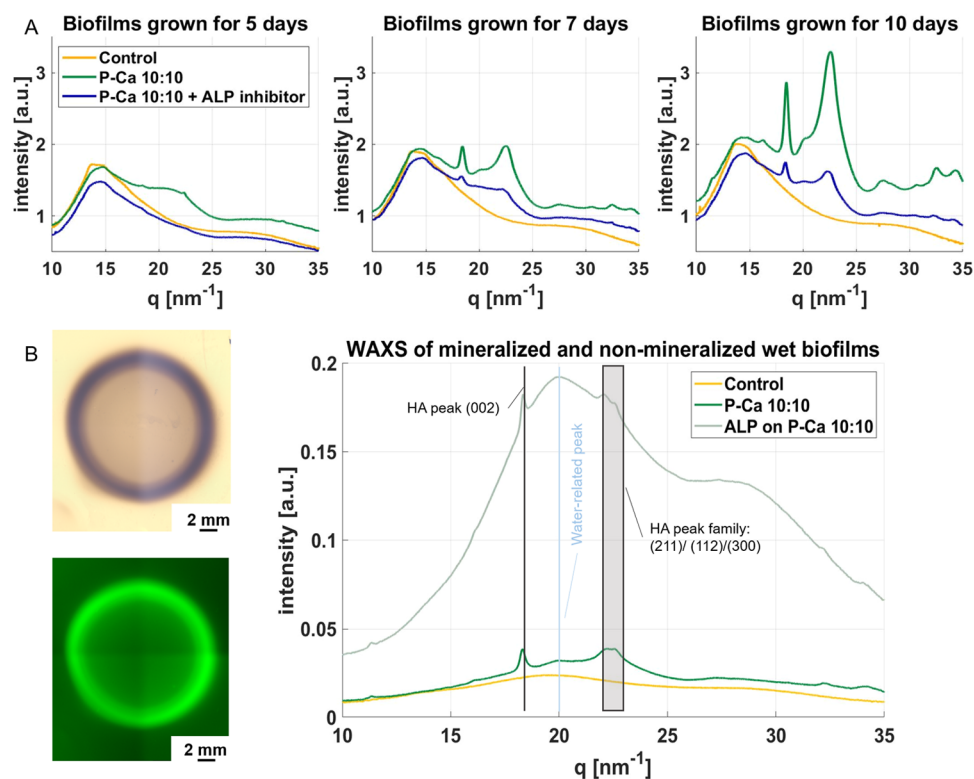 A
Biofilms grown for 5 days
Biofilms grown for 7 days
Biofilms grown for 10 days
Control
P-Ca 10:10
P-Ca 10:10 + ALP inhibitor
intensity [a.u.]
3
2
1
10 15 20 25 30 35
q [nm⁻¹]
intensity [a.u.]
3
2
1
10 15 20 25 30 35
q [nm⁻¹]
intensity [a.u.]
3
2
1
10 15 20 25 30 35
q [nm⁻¹]
B
2 mm
2 mm
WAXS of mineralized and non-mineralized wet biofilms
Control
P-Ca 10:10
ALP on P-Ca 10:10
HA peak (002)
Water-related peak
HA peak family:
(211)/ (112)/(300)
intensity [a.u.]
0.2
0.15
0.1
0.05
0
10 15 20 25 30 35
q [nm⁻¹]